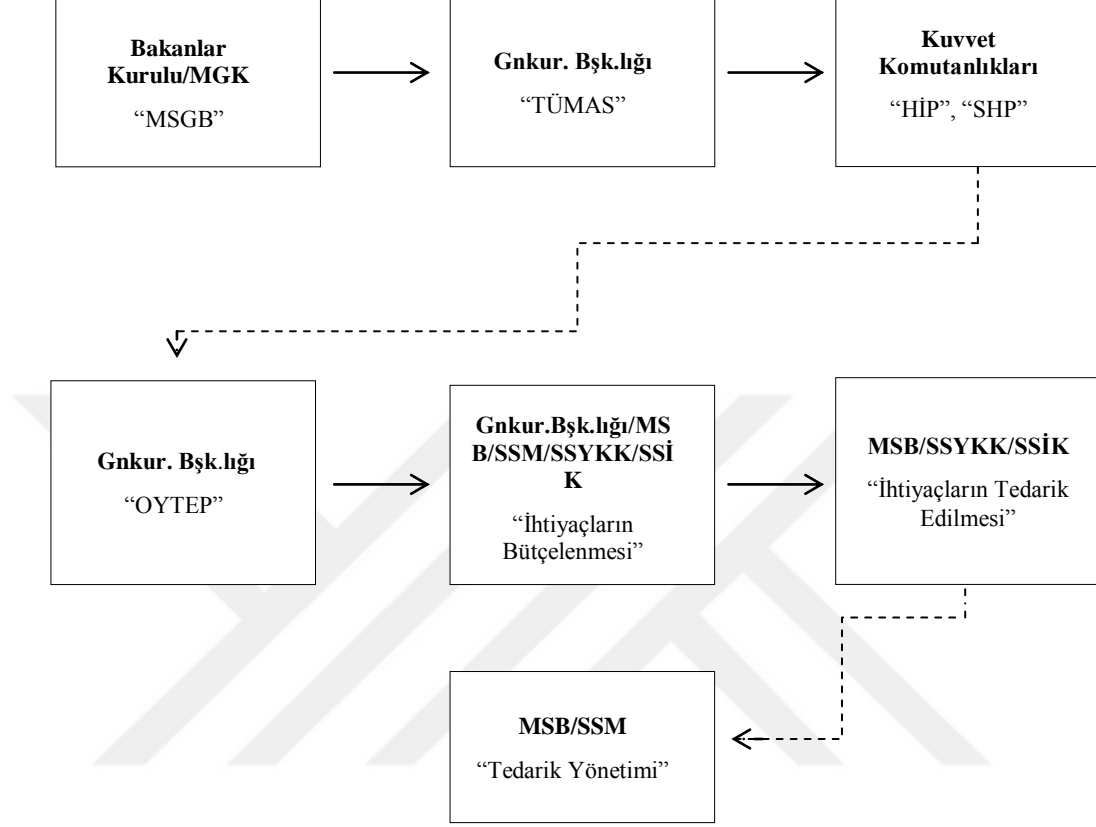 Bakanlar
Kurulu/MGK
“MSGB”
Gnkur. Bşk.lığı
“TÜMAS”
Kuvvet
Komutanlıkları
“HİP”, “SHP”
Gnkur. Bşk.lığı
“OYTEP”
Gnkur.Bşk.lığı/MS
B/SSM/SSYKK/SSİ
K
“İhtiyaçların
Bütçelenmesi”
MSB/SSYKK/SSİK
“İhtiyaçların Tedarik
Edilmesi”
MSB/SSM
“Tedarik Yönetimi”